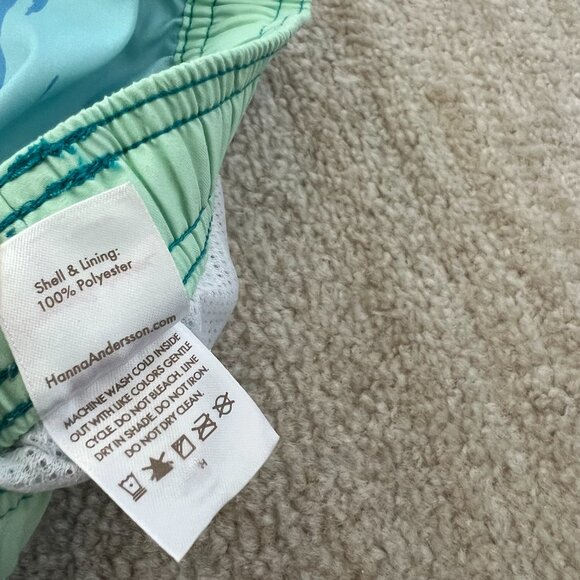 Shell & Lining:
100% Polyester
HannaAndersson.com
MACHINE WASH COLD INSIDE
OUT WITH LIKE COLORS GENTLE
CYCLE. DO NOT BLEACH. LINE
DRY IN SHADE. DO NOT IRON.
DO NOT DRY CLEAN.
H